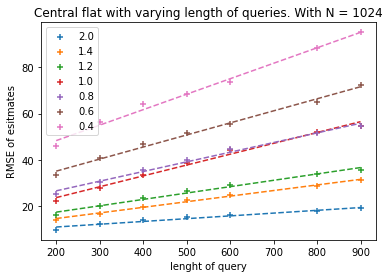 Central flat with varying length of queries. With N = 1024
2.0
1.4
1.2
1.0
0.8
0.6
0.4
RMSE of esitmates
80
60
40
20
200 300 400 500 600 700 800 900
lenght of query